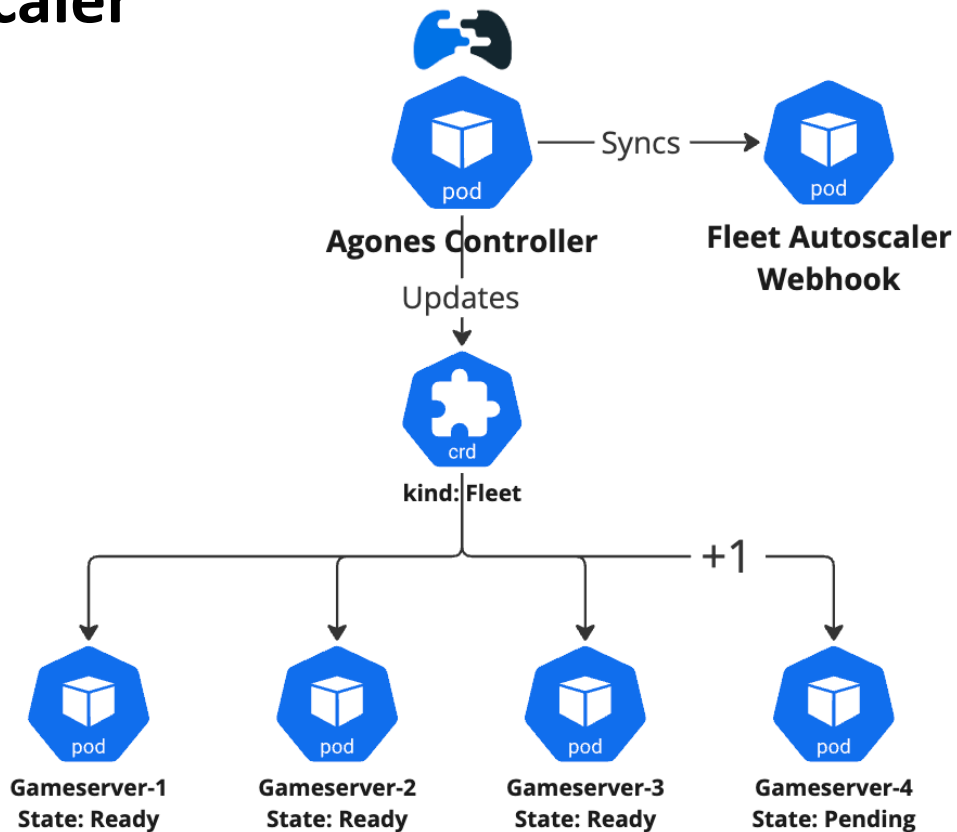 pod
Syncs
pod
Agones Controller
Fleet Autoscaler
Webhook
Updates
crd
kind: Fleet
+1
pod
pod
pod
pod
Gameserver-1
State: Ready
Gameserver-2
State: Ready
Gameserver-3
State: Ready
Gameserver-4
State: Pending